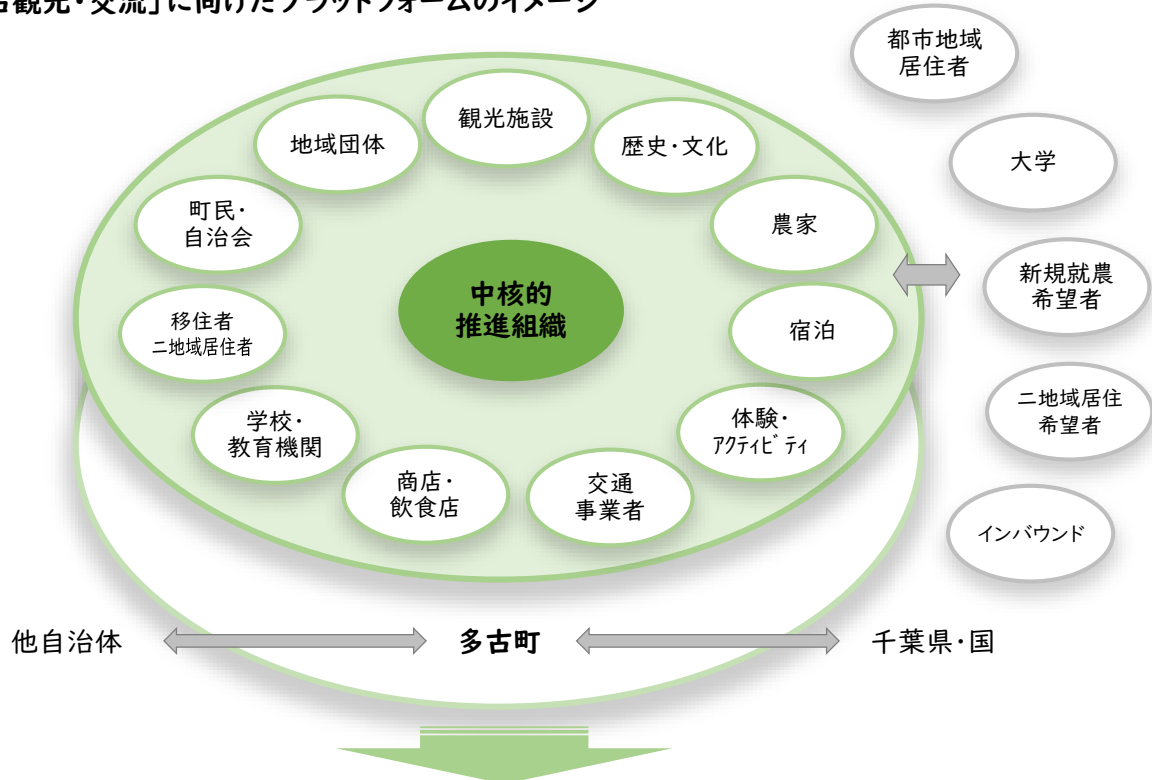 観光・交流」に向けたプラットフォームのイメージ
都市地域
居住者
観光施設
地域団体
歴史・文化
大学
町民・
自治会
農家
新規就農
希望者
中核的
推進組織
移住者
二地域居住者
宿泊
二地域居住
希望者
学校・
教育機関
体験・
ｱｸﾃｨﾋﾞﾃｨ
商店・
飲食店
交通
事業者
インバウンド
他自治体
多古町
千葉県・国